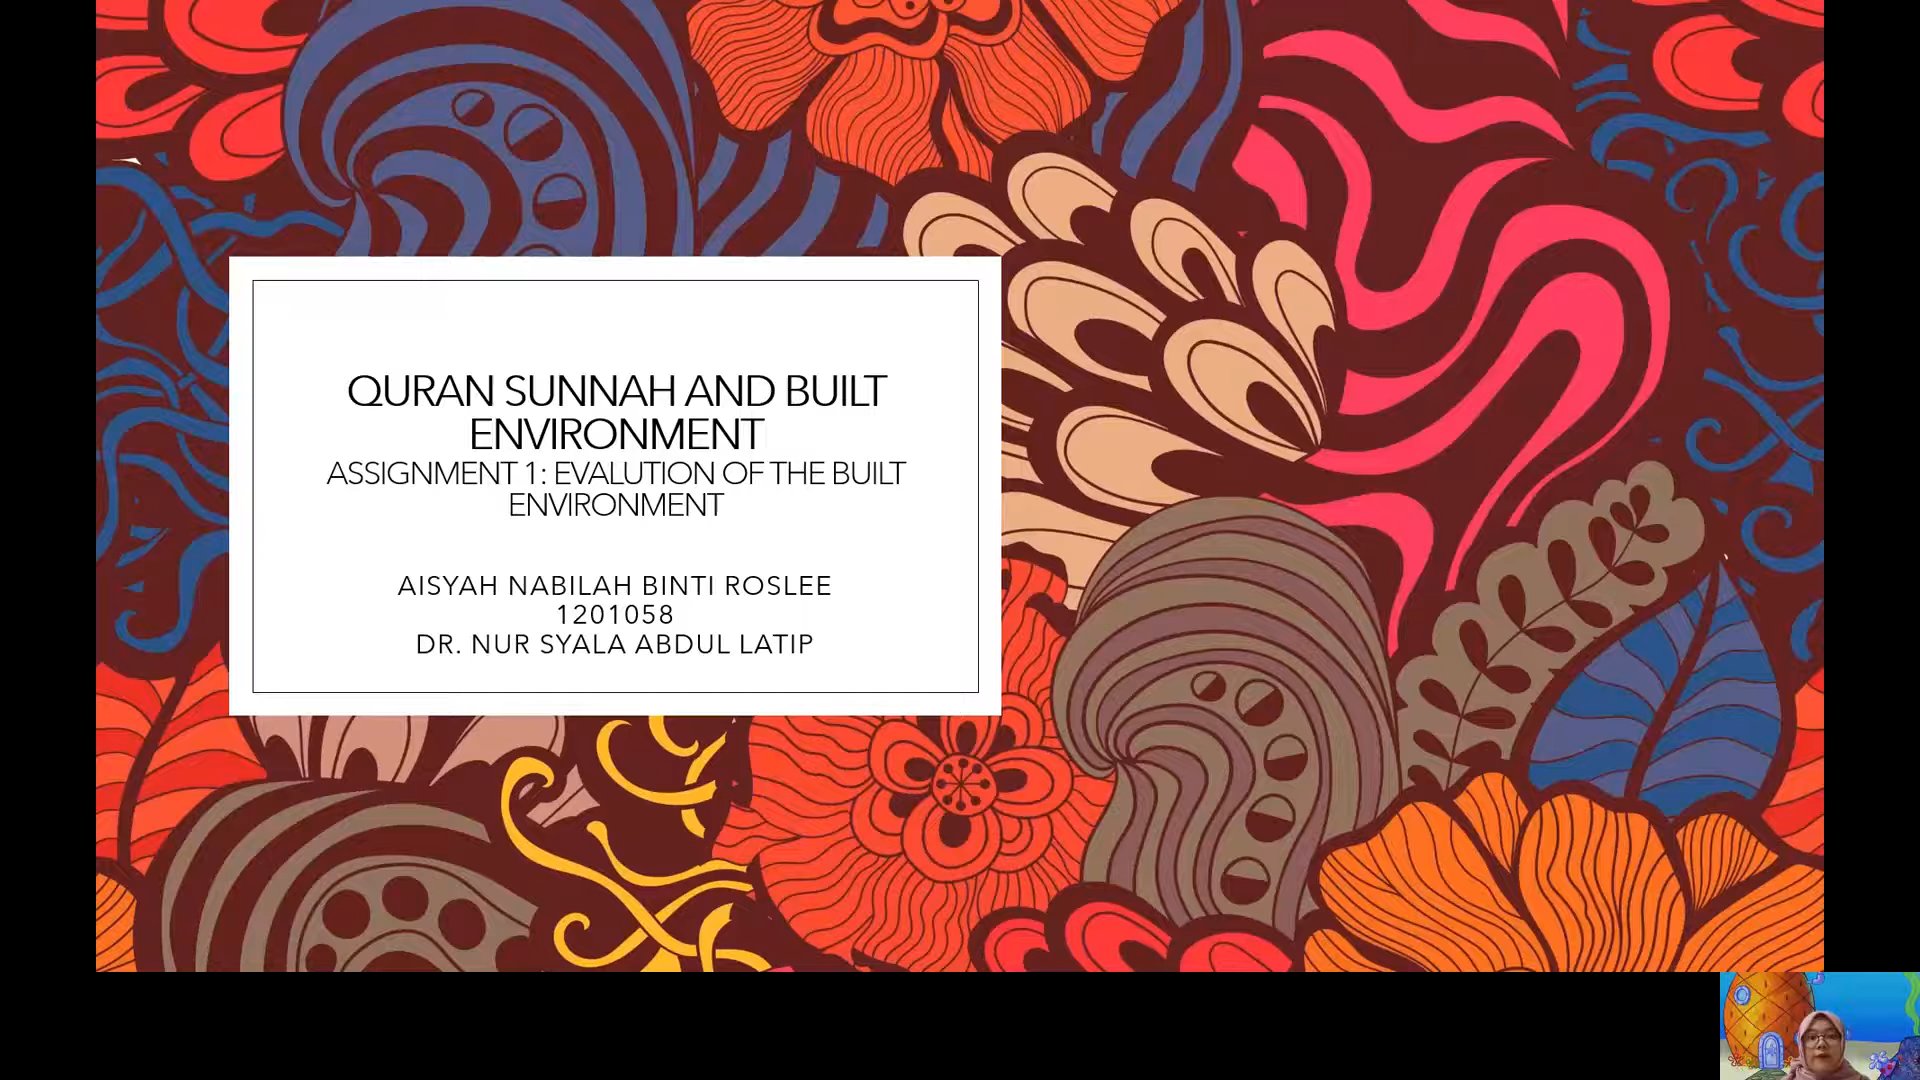 QURAN SUNNAH AND BUILT
ENVIRONMENT
ASSIGNMENT 1: EVALUTION OF THE BUILT
ENVIRONMENT
AISYAH NABILAH BINTI ROSLEE
1201058
DR. NUR SYALA ABDUL LATIP